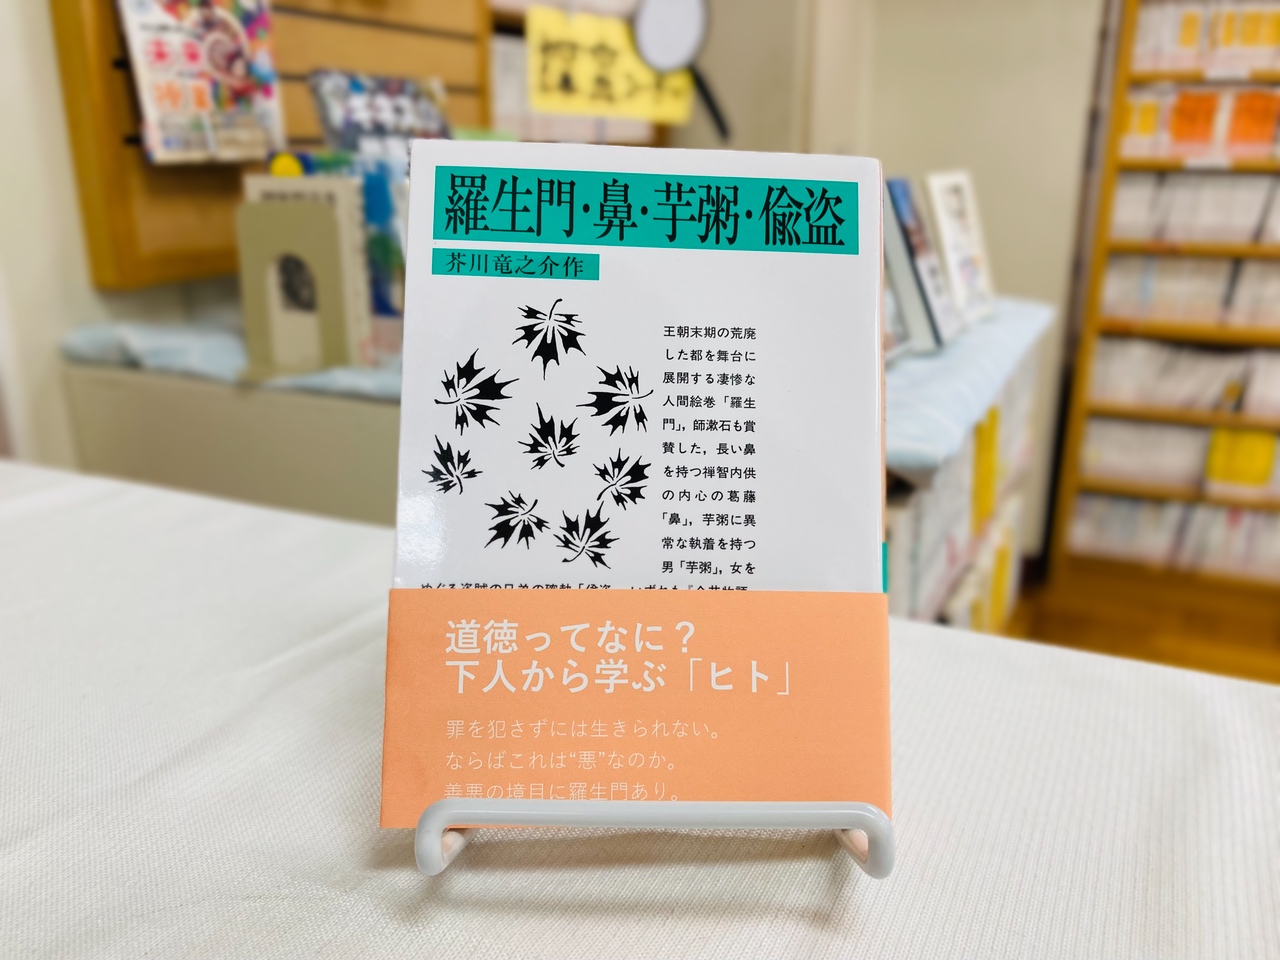 羅生門・鼻・芋粥・偸盗
芥川竜之介作
王朝末期の荒廃
した都を舞台に
展開する凄惨な
人間絵巻「羅生
門」，師漱石も賞
賛した，長い鼻
を持つ禅智内供
の内心の葛藤
「鼻」，芋粥に異
常な執着を持つ
男「芋粥」，女を
道徳ってなに？
下人から学ぶ「ヒト」
罪を犯さずには生きられない。
ならばこれは“悪”なのか。
善悪の境目に羅生門あり。